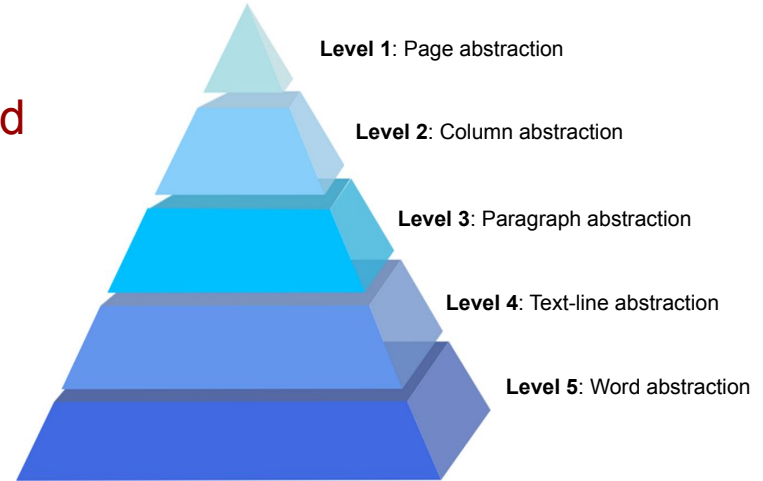 Level 1: Page abstraction
d
Level 2: Column abstraction
Level 3: Paragraph abstraction
Level 4: Text-line abstraction
Level 5: Word abstraction